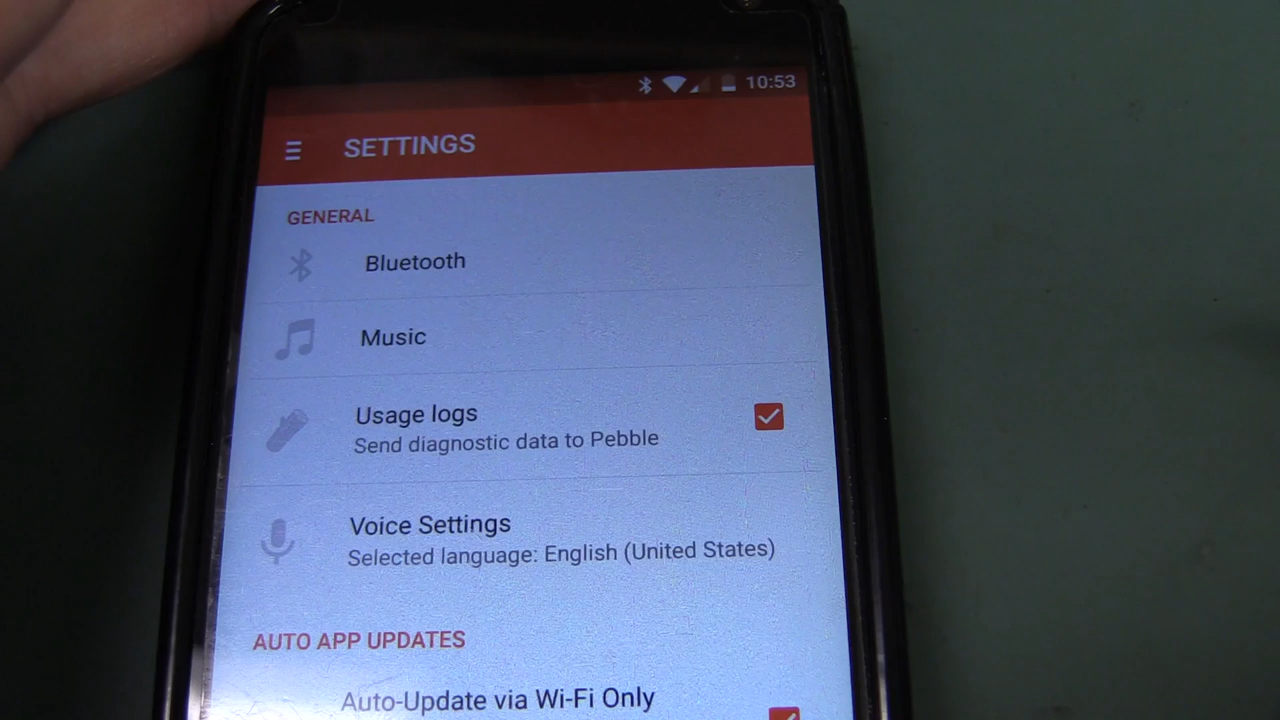 10:53
SETTINGS
GENERAL
Bluetooth
Music
Usage logs
Send diagnostic data to Pebble
Voice Settings
Selected language: English (United States)
AUTO APP UPDATES
Auto-Update via Wi-Fi Only